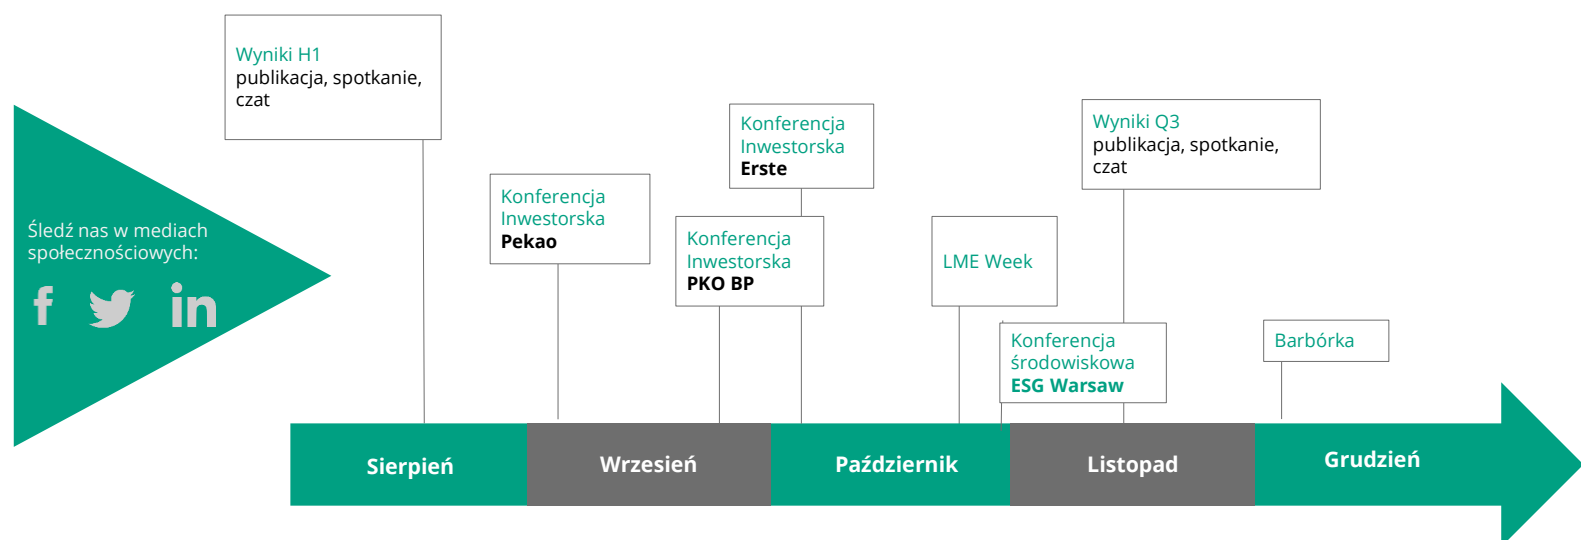 Wyniki H1
publikacja, spotkanie,
czat
Śledź nas w mediach
społecznościowych:
f in
Konferencja
Inwestorska
Pekao
Konferencja
Inwestorska
PKO BP
Konferencja
Inwestorska
Erste
LME Week
Konferencja
środowiskowa
ESG Warsaw
Wyniki Q3
publikacja, spotkanie,
czat
Barbórka
Sierpień
Wrzesień
Październik
Listopad
Grudzień